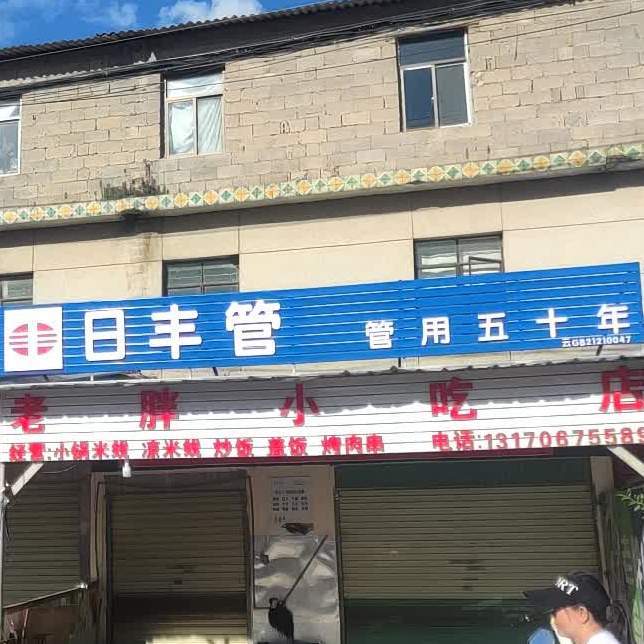 日丰管 管用五十年
云GB21210047
老胖小吃店
经营:小锅米线 凉米线 炒饭 盖饭 烤肉串 电话:13170675589